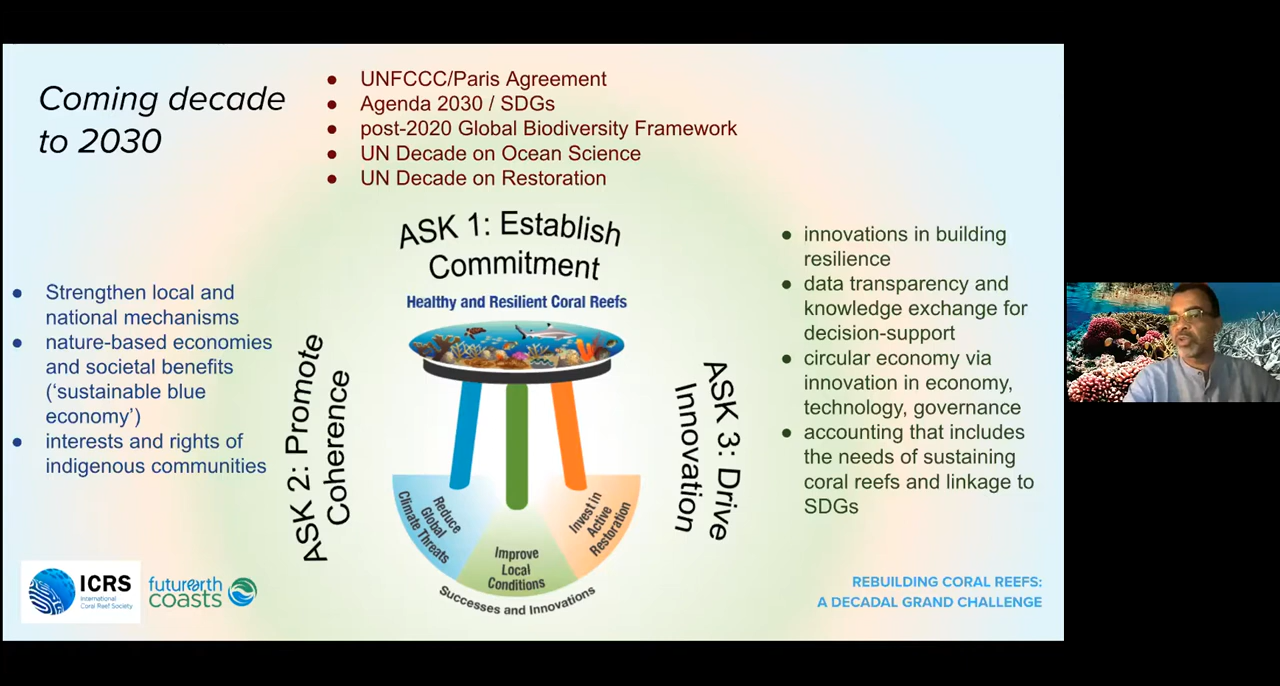 Coming decade
to 2030
● UNFCCC/Paris Agreement
● Agenda 2030 / SDGs
● post-2020 Global Biodiversity Framework
● UN Decade on Ocean Science
● UN Decade on Restoration
ASK 1: Establish
Commitment
Healthy and Resilient Coral Reefs
● Strengthen local and
national mechanisms
● nature-based economies
and societal benefits
(‘sustainable blue
economy’)
● interests and rights of
indigenous communities
ASK 2: Promote
Coherence
ASK 3: Drive
Innovation
● innovations in building
resilience
● data transparency and
knowledge exchange for
decision-support
● circular economy via
innovation in economy,
technology, governance
● accounting that includes
the needs of sustaining
coral reefs and linkage to
SDGs
Reduce
Global
Climate Threats
Improve
Local
Conditions
Invest in
Active
Restoration
Successes and Innovations
ICRS
International
Coral Reef Society
futurearth
coasts
REBUILDING CORAL REEFS:
A DECADAL GRAND CHALLENGE